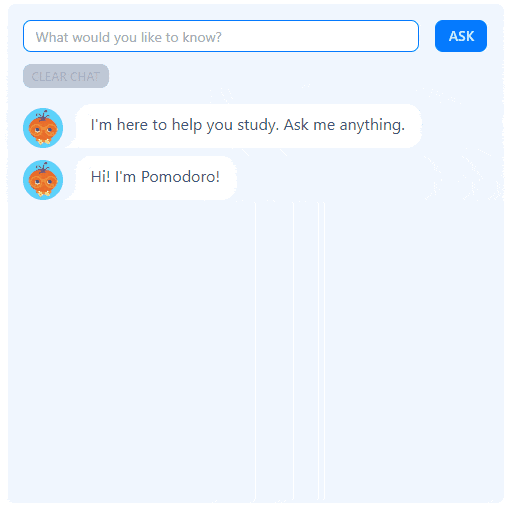 What would you like to know?
ASK
CLEAR CHAT
I'm here to help you study. Ask me anything.
Hi! I'm Pomodoro!